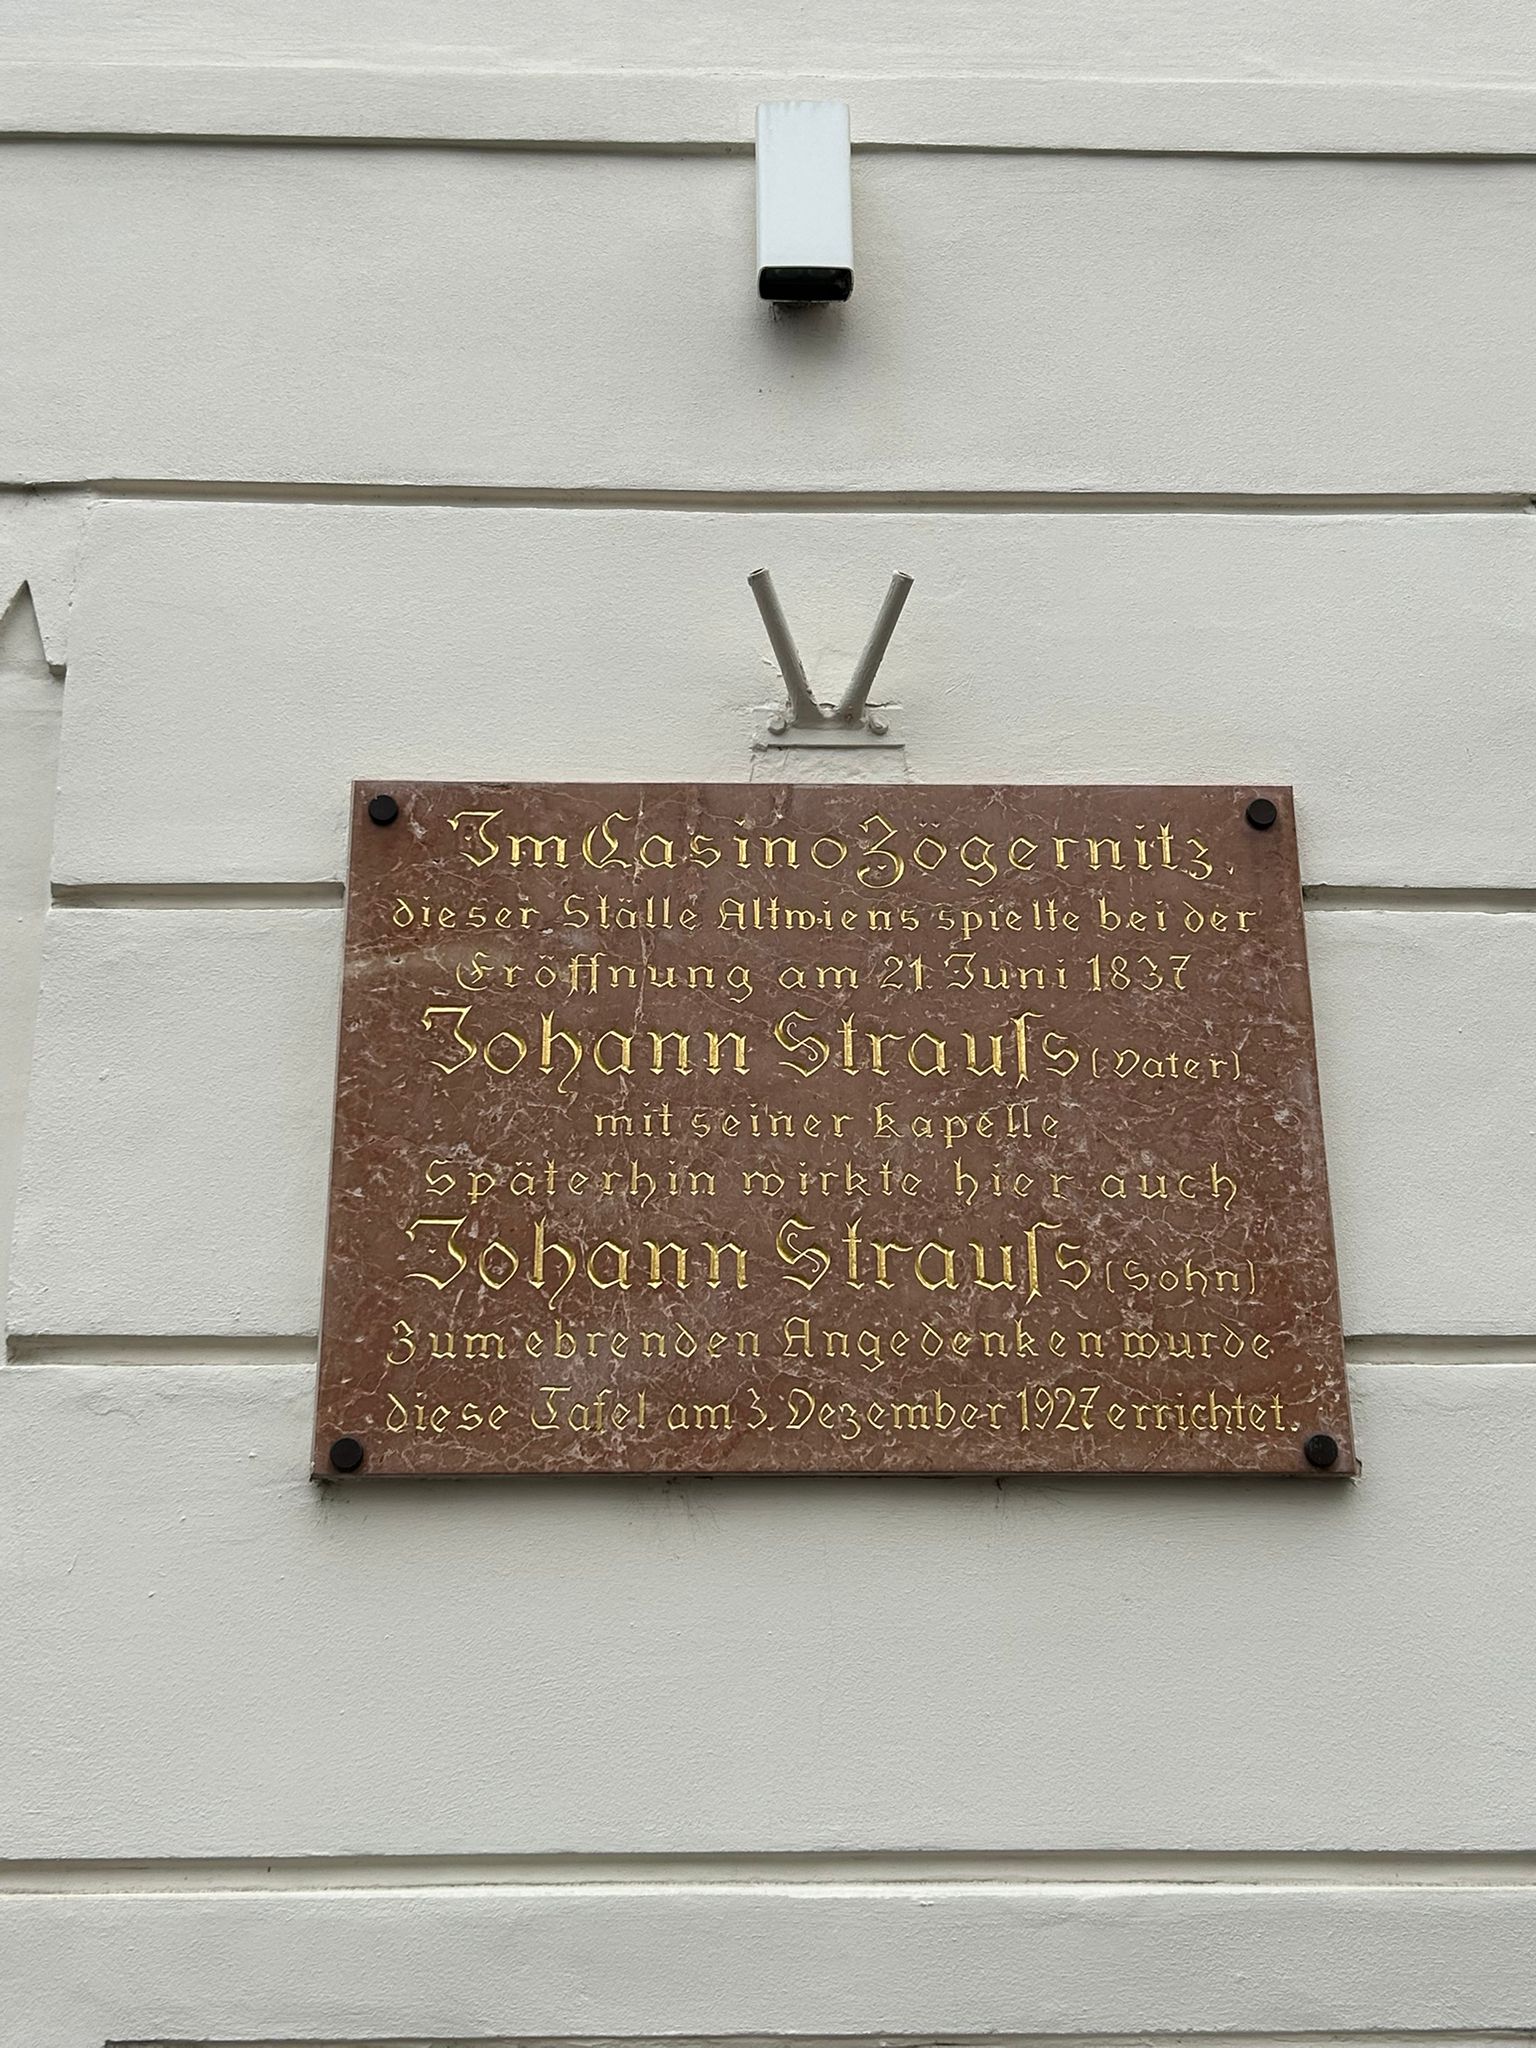 Im Casino Zögernitz,
dieser Ställe Altwiens spielte bei der
Eröffnung am 21. Juni 1837
Johann Strauſs (Vater)
mit seiner Kapelle
Späterhin wirkte hier auch
Johann Strauſs (Sohn)
Zum ebrenden Angedenken wurde
diese Tafel am 3. Dezember 1927 errichtet.